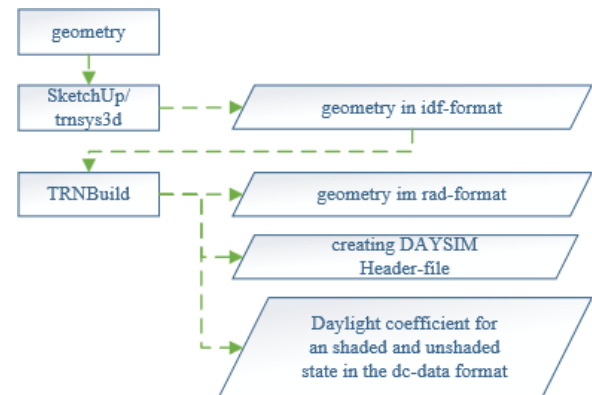 geometry
SketchUp/
trnsys3d
geometry in idf-format
TRNBuild
geometry im rad-format
creating DAYSIM
Header-file
Daylight coefficient for
an shaded and unshaded
state in the dc-data format